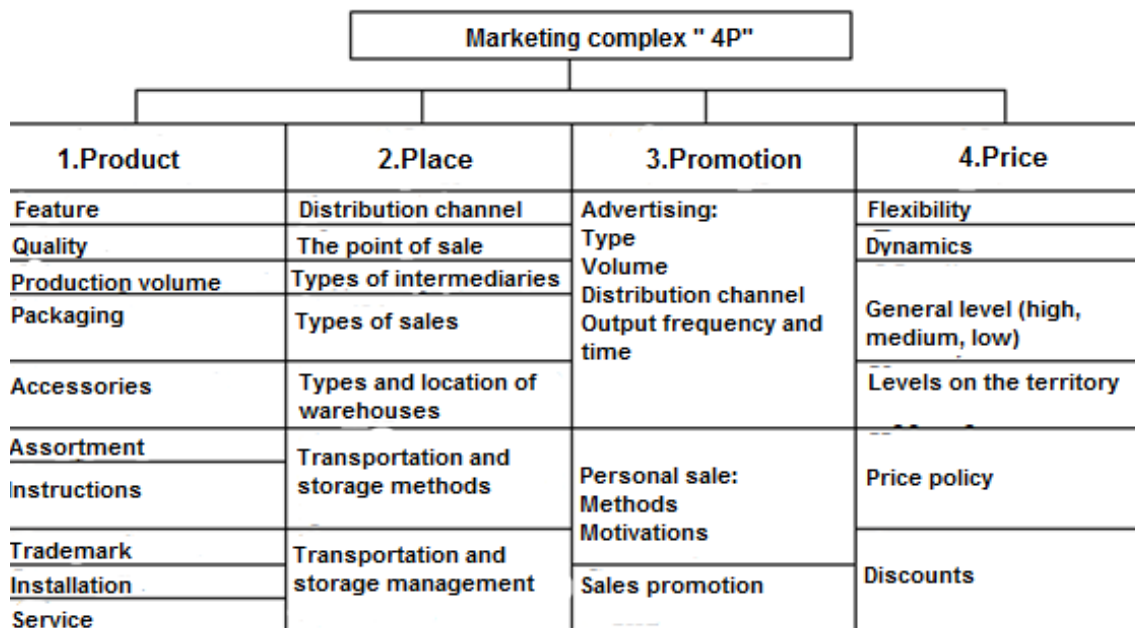 Marketing complex " 4P"
1.Product
2.Place
3.Promotion
4.Price
Feature
Quality
Production volume
Packaging
Accessories
Assortment
Instructions
Trademark
Installation
Service
Distribution channel
The point of sale
Types of intermediaries
Types of sales
Types and location of
warehouses
Transportation and
storage methods
Transportation and
storage management
Advertising:
Type
Volume
Distribution channel
Output frequency and
time
Personal sale:
Methods
Motivations
Sales promotion
Flexibility
Dynamics
General level (high,
medium, low)
Levels on the territory
Price policy
Discounts